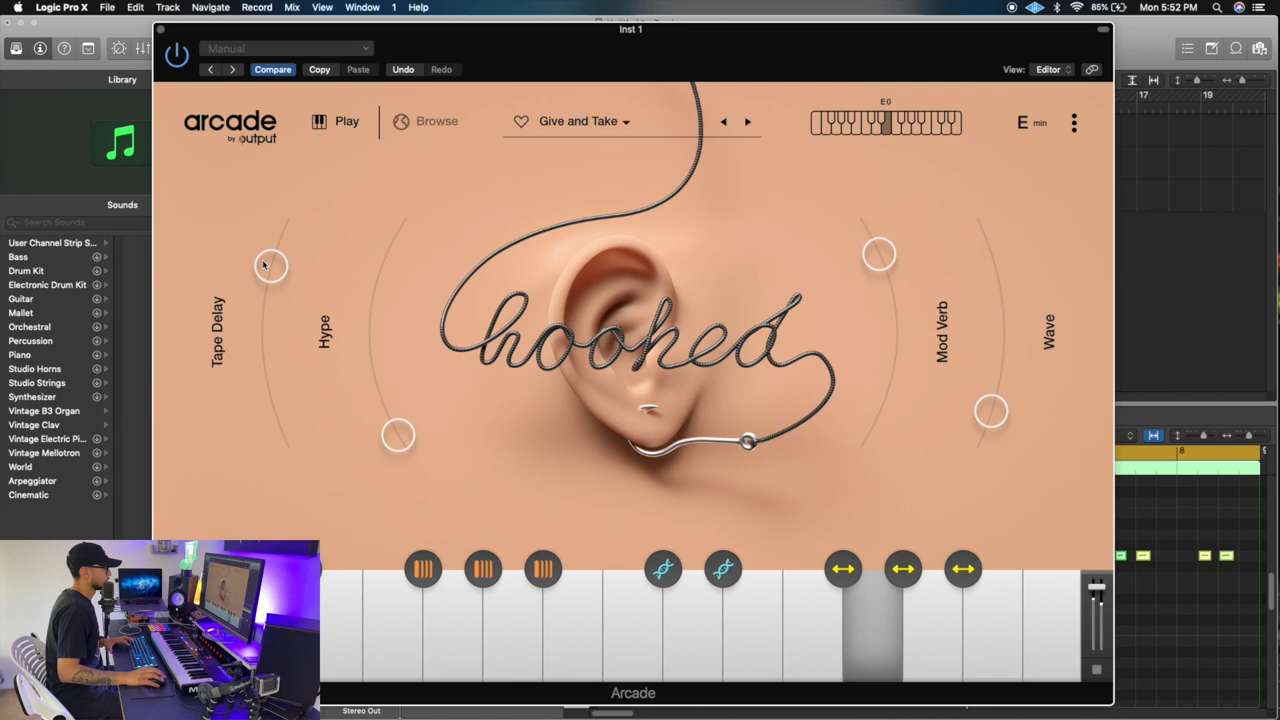 Logic Pro X File Edit Track Navigate Record Mix View Window 1 Help
85% Mon 5:52 PM
Inst 1
Manual
Compare Copy Paste Undo Redo
View: Editor
Library
17 19
arcade
by output
Play Browse
Give and Take
E0
E min
Sounds
Search Sounds
User Channel Strip S...
Bass
Drum Kit
Electronic Drum Kit
Guitar
Mallet
Orchestral
Percussion
Piano
Studio Horns
Studio Strings
Synthesizer
Vintage B3 Organ
Vintage Clav
Vintage Electric Pi...
Vintage Mellotron
World
Arpeggiator
Cinematic
Tape Delay
Hype
hooked
Mod Verb
Wave
8
9
Arcade
Stereo Out